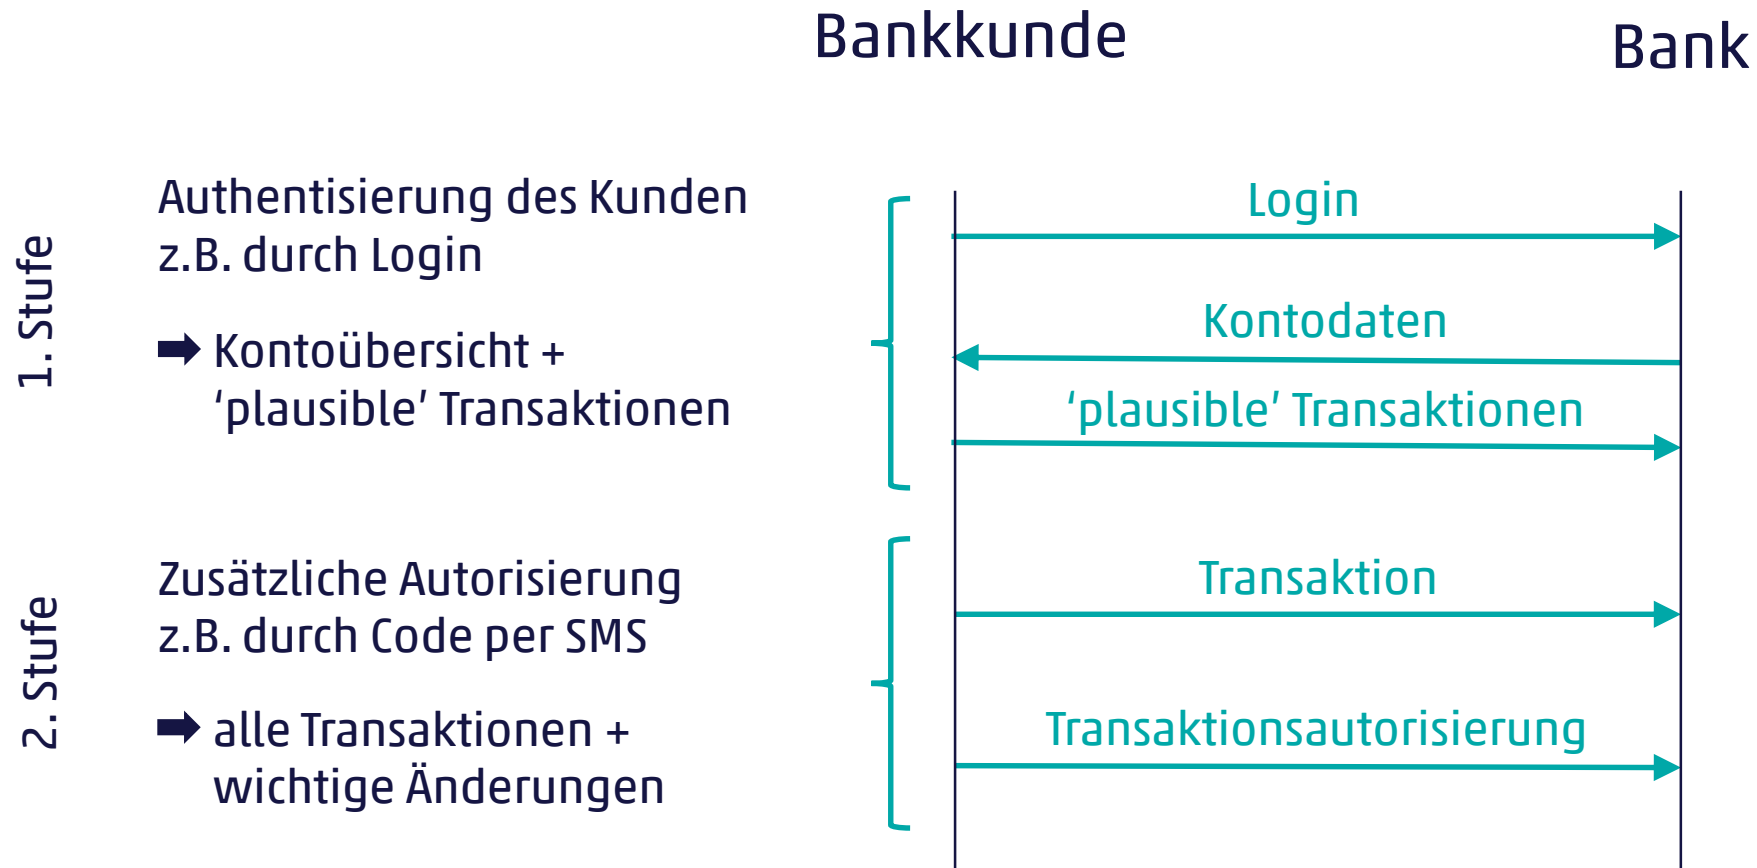 Bankkunde
Bank
1. Stufe
Authentisierung des Kunden
z.B. durch Login
Kontoübersicht +
‘plausible’ Transaktionen
Login
Kontodaten
‘plausible’ Transaktionen
2. Stufe
Zusätzliche Autorisierung
z.B. durch Code per SMS
alle Transaktionen +
wichtige Änderungen
Transaktion
Transaktionsautorisierung